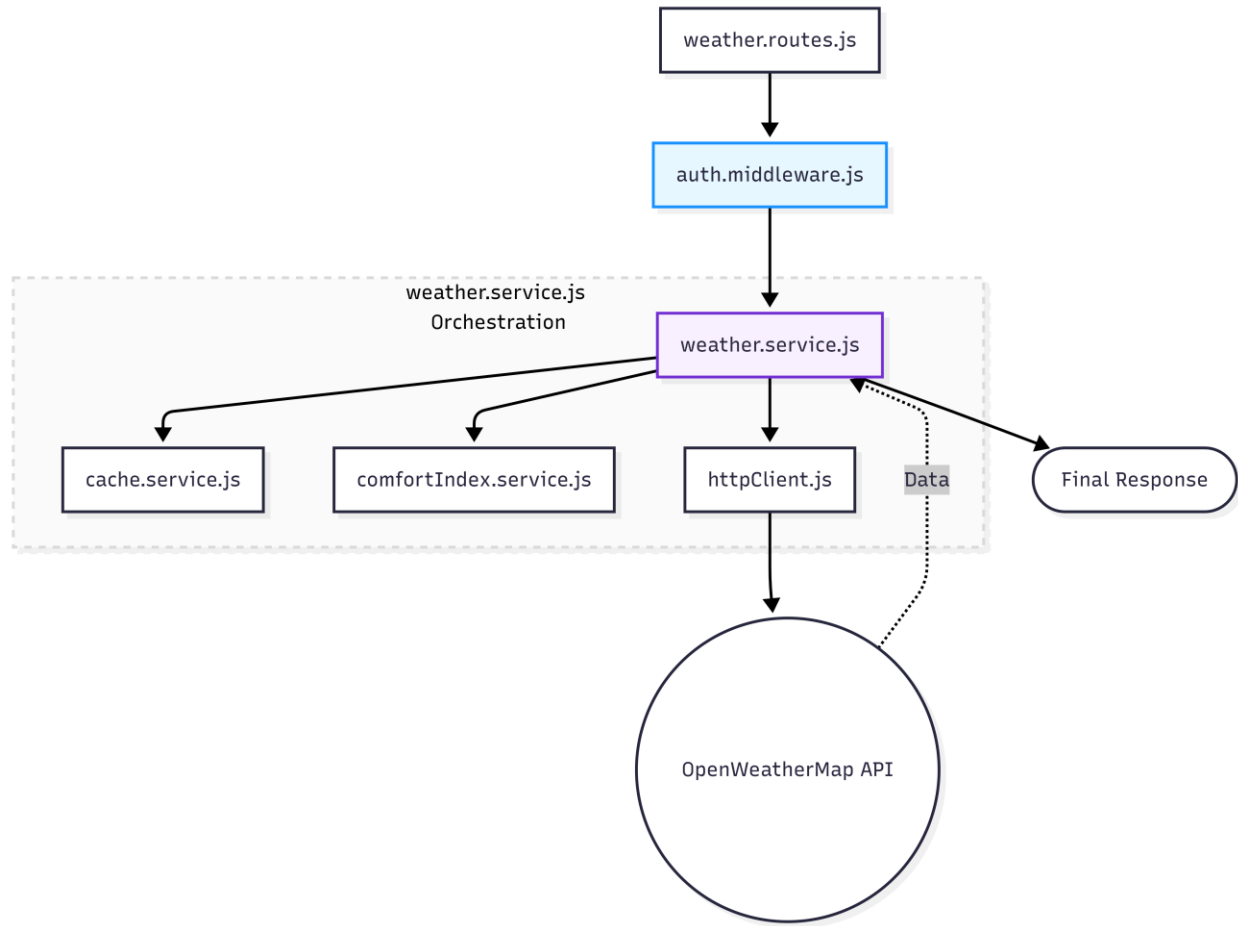 weather.routes.js
auth.middleware.js
weather.service.js
Orchestration
weather.service.js
cache.service.js
comfortIndex.service.js
httpClient.js
Data
Final Response
OpenWeatherMap API